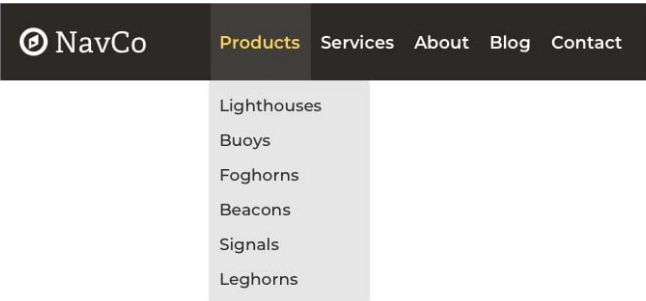 NavCo Products Services About Blog Contact
Lighthouses
Buoys
Foghorns
Beacons
Signals
Leghorns